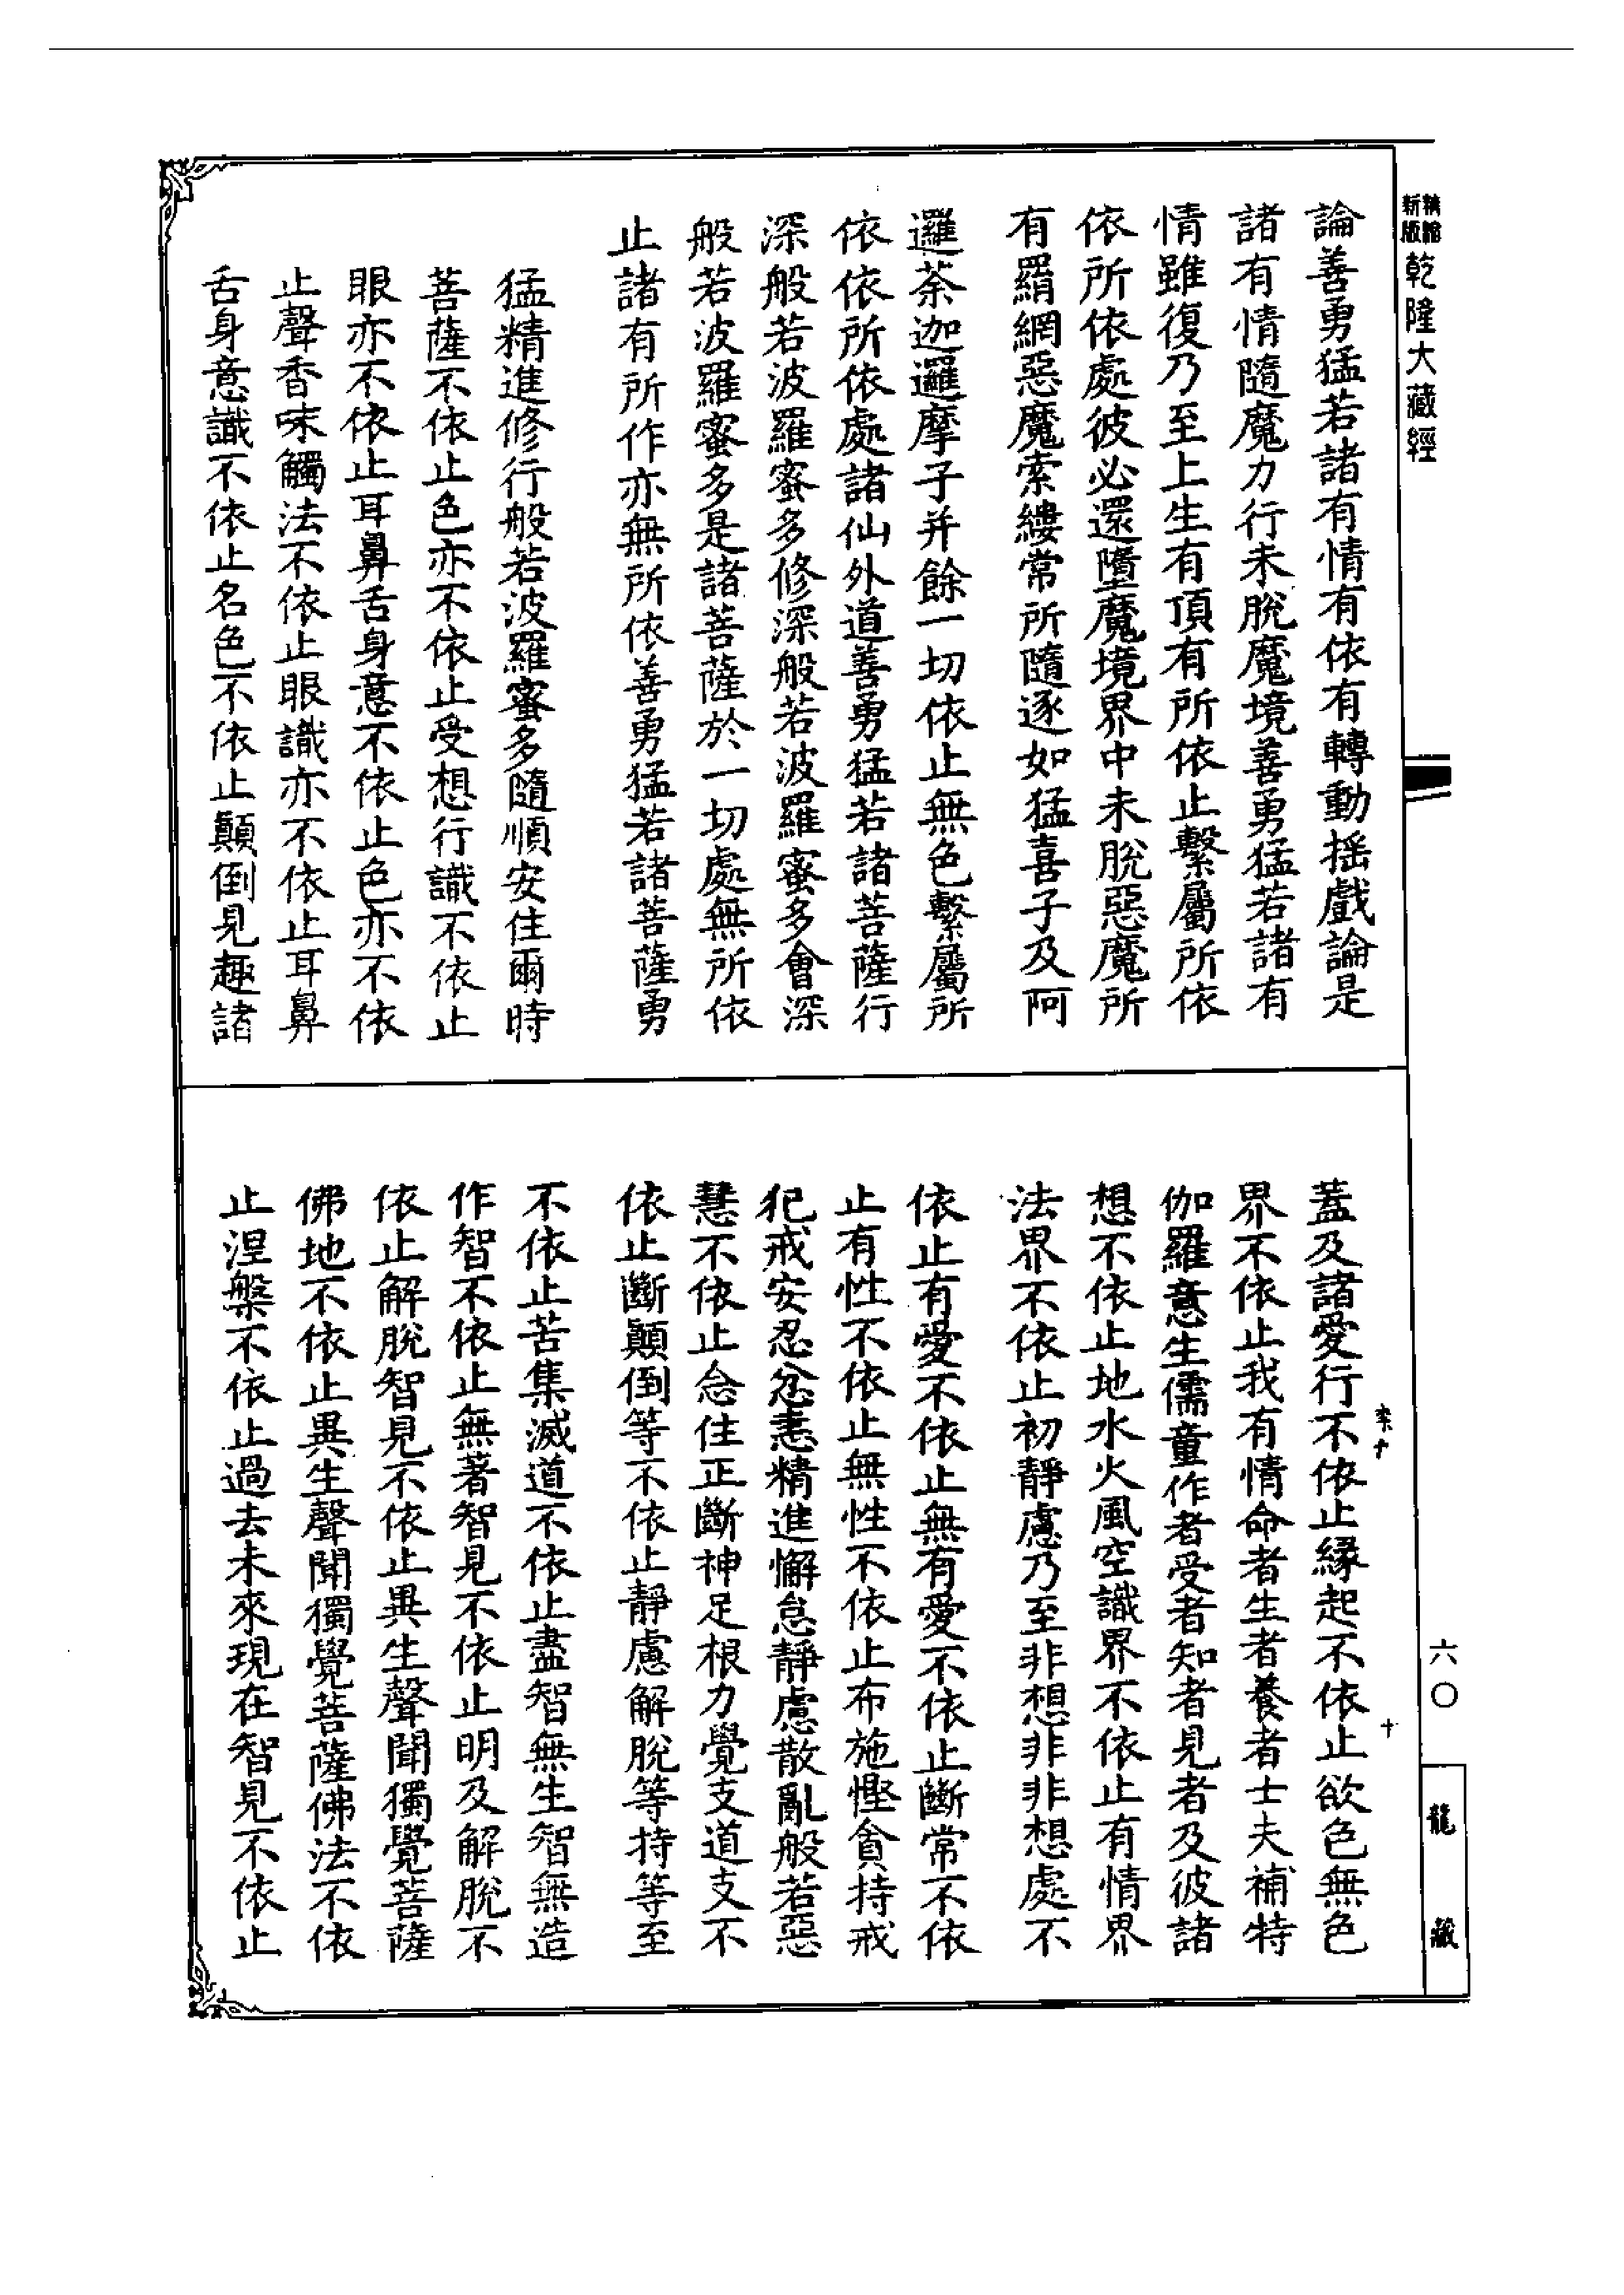 精縮新版乾隆大藏經
論善勇猛若諸有情有依有轉動搖戲論是
諸有情隨魔力行未脫魔境善勇猛若諸有
情雖復乃至上生有頂有所依止繫屬所依
依所依處彼必還墮魔境界中未脫惡魔所
有羂網惡魔索縷常所隨逐如猛喜子及阿
邏荼迦邏摩子并餘一切依止無色繫屬所
依依所依處諸仙外道善勇猛若諸菩薩行
深般若波羅蜜多修深般若波羅蜜多會深
般若波羅蜜多是諸菩薩於一切處無所依
止諸有所作亦無所依善勇猛若諸菩薩勇
猛精進修行般若波羅蜜多隨順安住爾時
菩薩不依止色亦不依止受想行識不依止
眼亦不依止耳鼻舌身意不依止色亦不依
止聲香味觸法不依止眼識亦不依止耳鼻
舌身意識不依止名色不依止顛倒見趣諸
蓋及諸愛行不依止緣起不依止欲色無色
界不依止我有情命者生者養者士夫補特
伽羅意生儒童作者受者知者見者及彼諸
想不依止地水火風空識界不依止有情界
法界不依止初靜慮乃至非想非非想處不
依止有愛不依止無有愛不依止斷常不依
止有性不依止無性不依止布施慳貪持戒
犯戒安忍忿恚精進懈怠靜慮散亂般若惡
慧不依止念住正斷神足根力覺支道支不
依止斷顛倒等不依止靜慮解脫等持等至
不依止苦集滅道不依止盡智無生智無造
作智不依止無著智見不依止明及解脫不
依止解脫智見不依止異生聲聞獨覺菩薩
佛地不依止異生聲聞獨覺菩薩佛法不依
止涅槃不依止過去未來現在智見不依止
六〇
十
龍藏